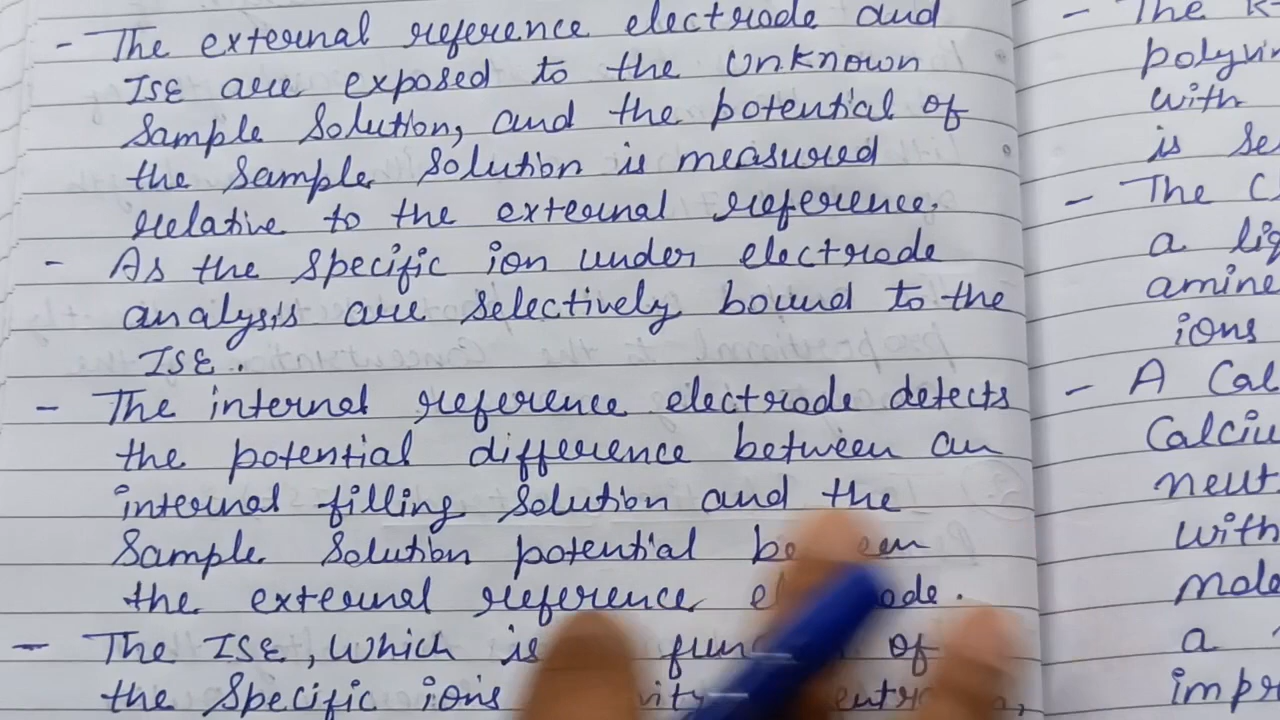 - The external reference electrode and
ISE are exposed to the unknown
Sample Solution, and the potential of
the Sample Solution is measured
relative to the external reference.
- As the specific ion under electrode
analysis are selectively bound to the
ISE.
- The internal reference electrode detects
the potential difference between an
internal filling Solution and the
Sample Solution potential
the external reference
- The ISE, which is of
the specific ions
- The
polyvin
with
is
- The
a
amine
ions
- A Cal
Calciu
neut
with
mole
a
impr